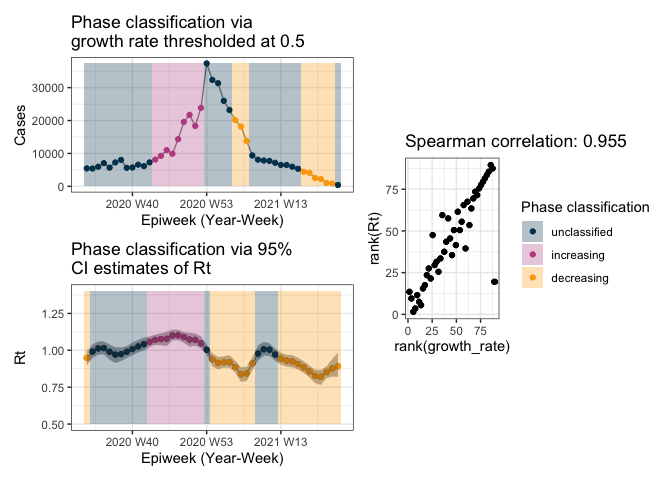 Phase classification via
growth rate thresholded at 0.5
30000
20000
10000
0
Cases
2020 W40 2020 W53 2021 W13
Epiweek (Year-Week)
Phase classification via 95%
CI estimates of Rt
1.25
1.00
0.75
0.50
Rt
2020 W40 2020 W53 2021 W13
Epiweek (Year-Week)
Spearman correlation: 0.955
75
50
25
0
rank(Rt)
0 25 50 75
rank(growth_rate)
Phase classification
unclassified
increasing
decreasing